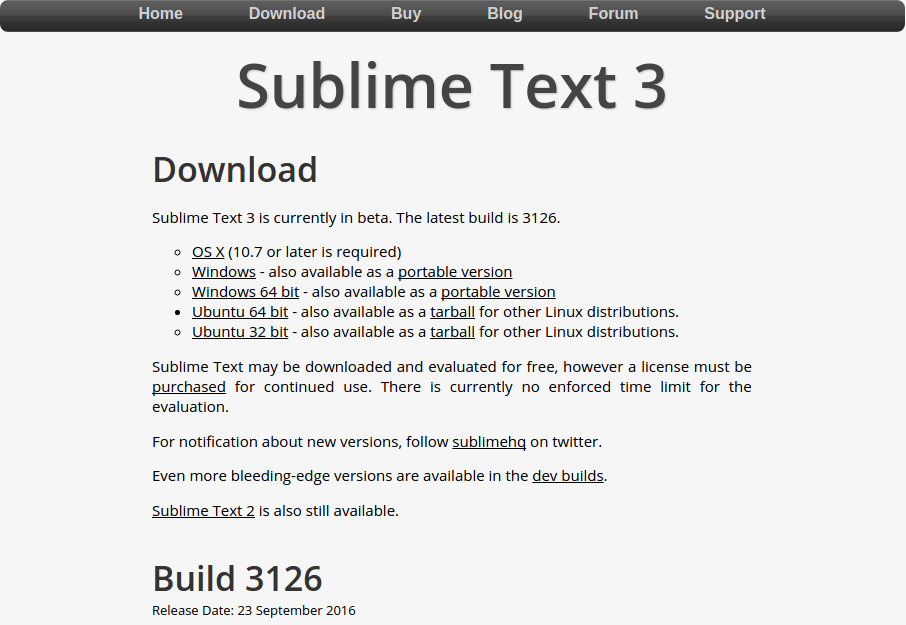 Home Download Buy Blog Forum Support
Sublime Text 3
Download
Sublime Text 3 is currently in beta. The latest build is 3126.
OS X (10.7 or later is required)
Windows - also available as a portable version
Windows 64 bit - also available as a portable version
Ubuntu 64 bit - also available as a tarball for other Linux distributions.
Ubuntu 32 bit - also available as a tarball for other Linux distributions.
Sublime Text may be downloaded and evaluated for free, however a license must be
purchased for continued use. There is currently no enforced time limit for the
evaluation.
For notification about new versions, follow sublimehq on twitter.
Even more bleeding-edge versions are available in the dev builds.
Sublime Text 2 is also still available.
Build 3126
Release Date: 23 September 2016